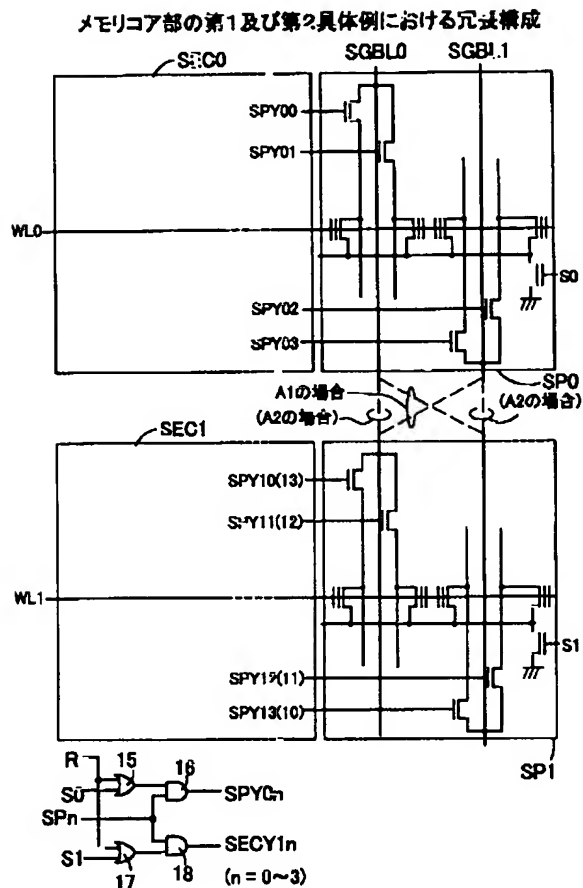 メモリコア部の第1及び第2具体例における冗長構成
SGBL0 SGBL1
SEC0
SPY00
SPY01
WL0
S0
SPY02
SPY03
SP0
A1の場合
(A2の場合) (A2の場合)
SEC1
SPY10(13)
SPY11(12)
WL1
S1
SPY12(11)
SPY13(10)
SP1
R 15 16
S0 SPY0n
SPn
SECY1n
S1
17 18 (n=0~3)